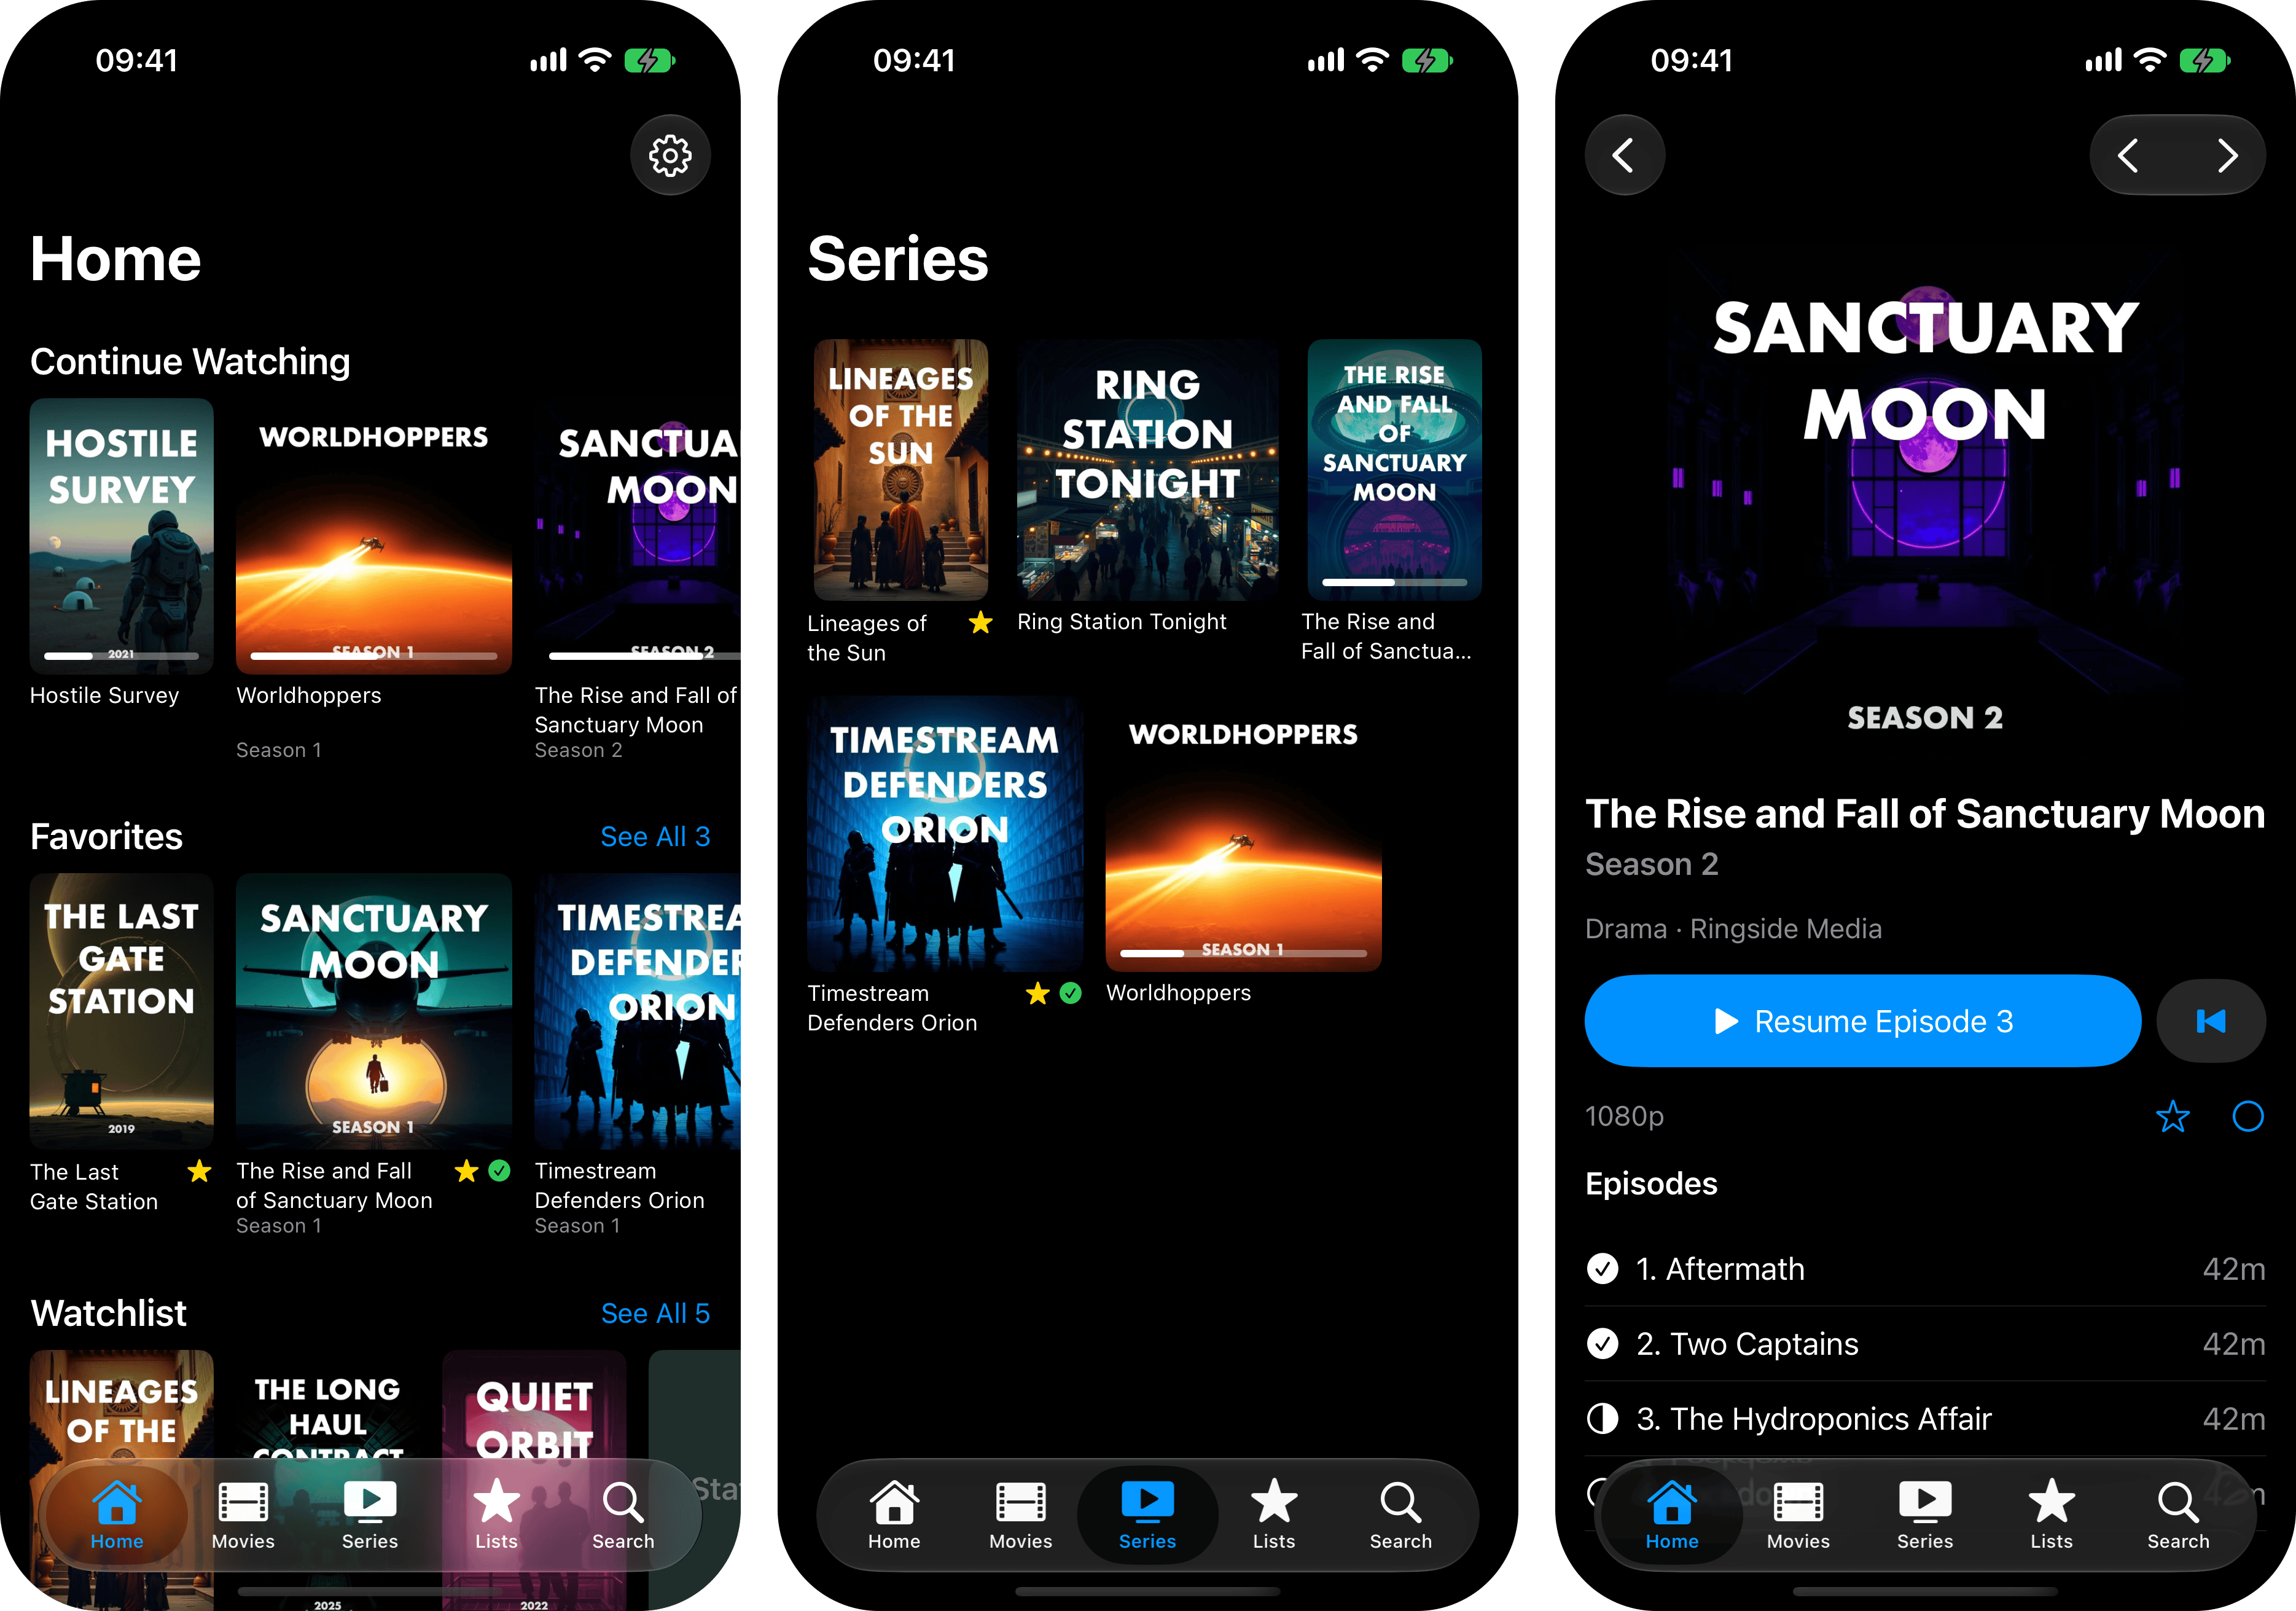 09:41
Home
Continue Watching
HOSTILE
SURVEY
2021
WORLDHOPPERS
SEASON 1
SANCTUA
MOON
SEASON 2
Hostile Survey
Worldhoppers
Season 1
The Rise and Fall of
Sanctuary Moon
Season 2
Favorites
See All 3
THE LAST
GATE
STATION
2019
SANCTUARY
MOON
SEASON 1
TIMESTREA
DEFENDER
ORION
The Last
Gate Station
The Rise and Fall
of Sanctuary Moon
Season 1
Timestream
Defenders Orion
Season 1
Watchlist
See All 5
LINEAGES
OF THE
THE LONG
HAUL
CONTRACT
2025
QUIET
ORBIT
2022
Sta
Home
Movies
Series
Lists
Search
09:41
Series
LINEAGES
OF THE
SUN
RING
STATION
TONIGHT
THE RISE
AND FALL
OF
SANCTUARY
MOON
Lineages of
the Sun
Ring Station Tonight
The Rise and
Fall of Sanctua...
TIMESTREAM
DEFENDERS
ORION
WORLDHOPPERS
SEASON 1
Timestream
Defenders Orion
Worldhoppers
Home
Movies
Series
Lists
Search
09:41
SANCTUARY
MOON
SEASON 2
The Rise and Fall of Sanctuary Moon
Season 2
Drama · Ringside Media
Resume Episode 3
1080p
Episodes
1. Aftermath
42m
2. Two Captains
42m
3. The Hydroponics Affair
42m
42m
Home
Movies
Series
Lists
Search